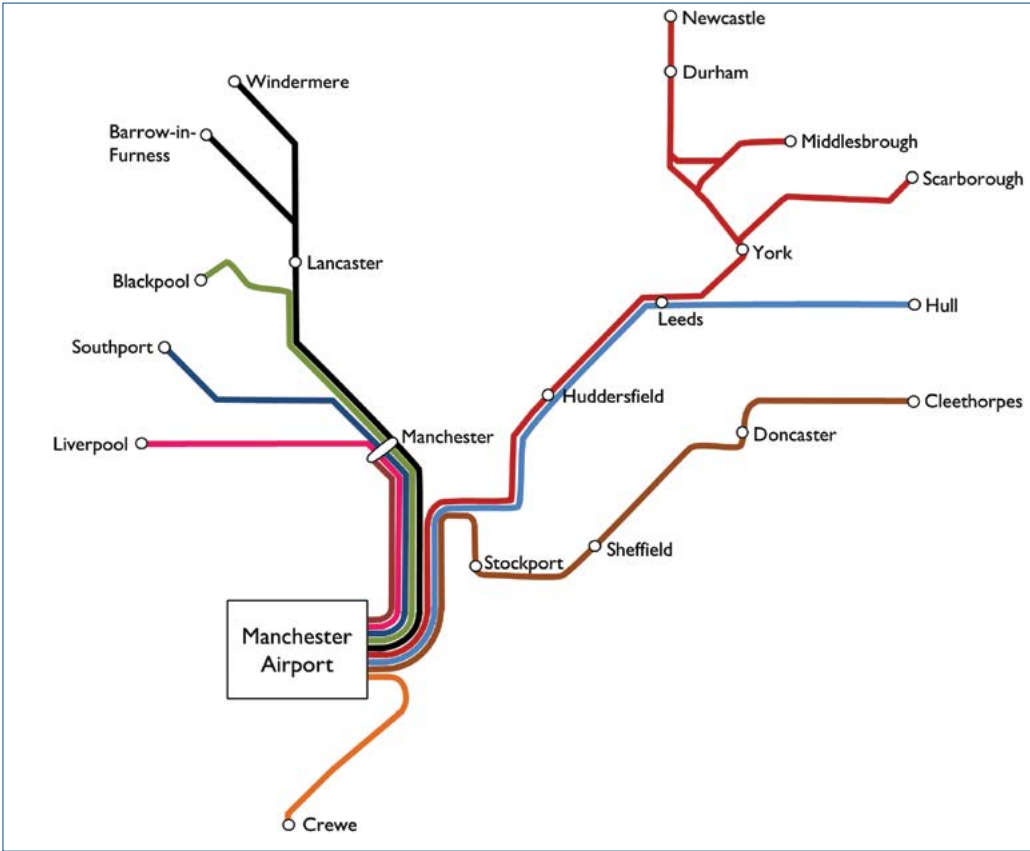 Newcastle
Durham
Windermere
Barrow-in-
Furness
Middlesbrough
Scarborough
York
Lancaster
Blackpool
Hull
Leeds
Southport
Huddersfield
Cleethorpes
Manchester
Doncaster
Liverpool
Sheffield
Stockport
Manchester
Airport
Crewe